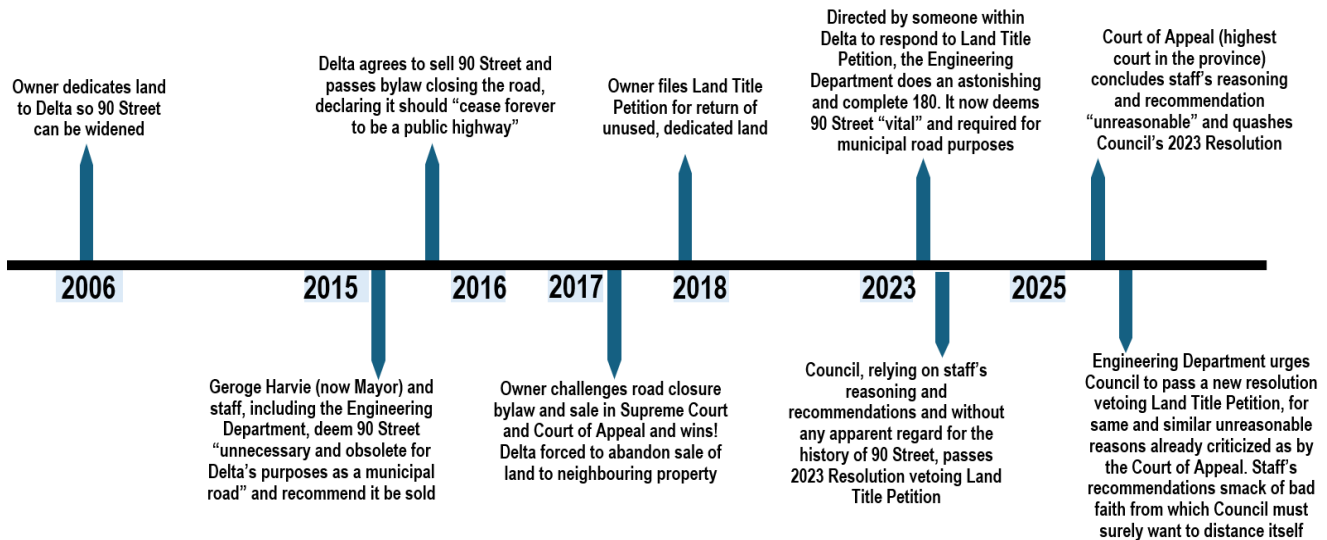 Owner dedicates land
to Delta so 90 Street
can be widened
Delta agrees to sell 90 Street and
passes bylaw closing the road,
declaring it should “cease forever
to be a public highway”
Owner files Land Title
Petition for return of
unused, dedicated land
Directed by someone within
Delta to respond to Land Title
Petition, the Engineering
Department does an astonishing
and complete 180. It now deems
90 Street “vital” and required for
municipal road purposes
Court of Appeal (highest
court in the province)
concludes staff’s reasoning
and recommendation
“unreasonable” and quashes
Council’s 2023 Resolution
2006
2015
2016
2017
2018
2023
2025
Geroge Harvie (now Mayor) and
staff, including the Engineering
Department, deem 90 Street
“unnecessary and obsolete for
Delta’s purposes as a municipal
road” and recommend it be sold
Owner challenges road closure
bylaw and sale in Supreme Court
and Court of Appeal and wins!
Delta forced to abandon sale of
land to neighbouring property
Council, relying on staff’s
reasoning and
recommendations and without
any apparent regard for the
history of 90 Street, passes
2023 Resolution vetoing Land
Title Petition
Engineering Department urges
Council to pass a new resolution
vetoing Land Title Petition, for
same and similar unreasonable
reasons already criticized as by
the Court of Appeal. Staff’s
recommendations smack of bad
faith from which Council must
surely want to distance itself